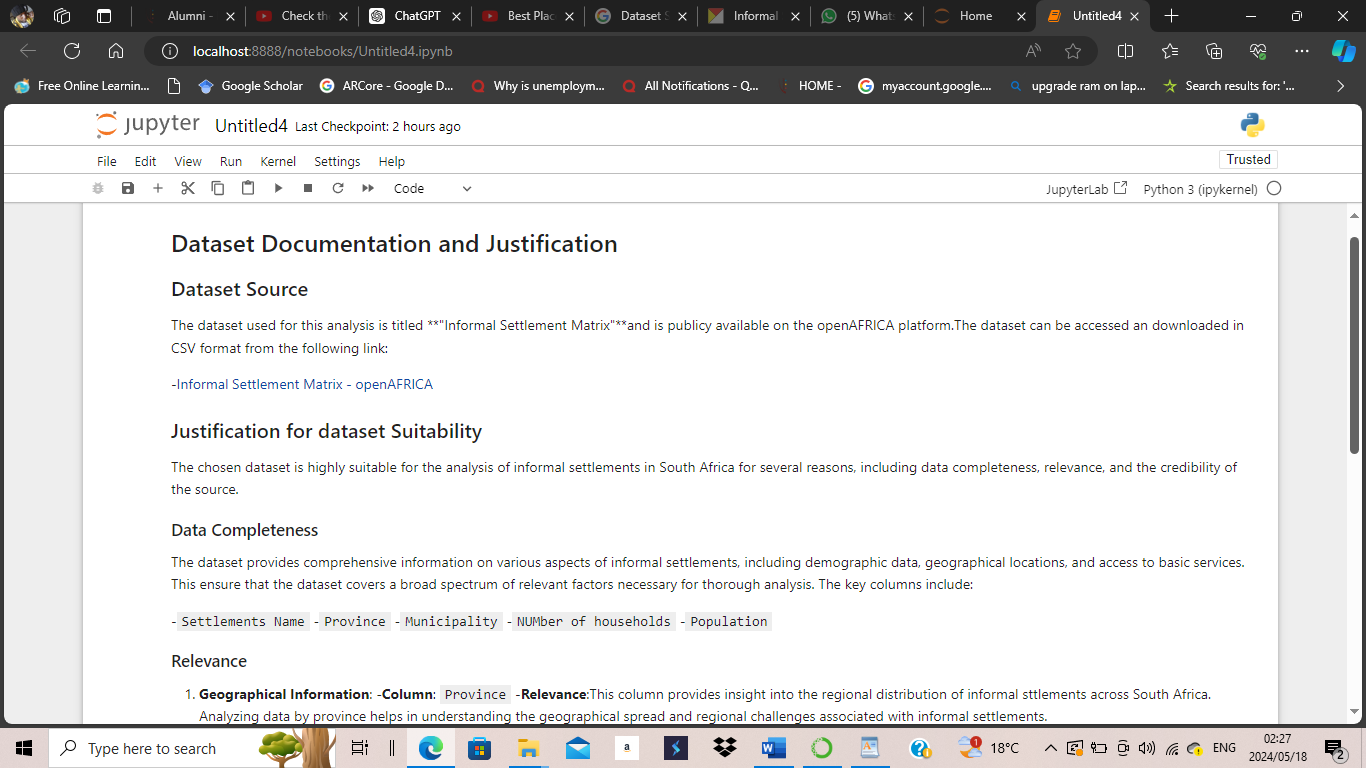 Alumni -
Check th
ChatGPT
Best Plac
Dataset S
Informal
(5) Whats
Home
Untitled4
localhost:8888/notebooks/Untitled4.ipynb
Free Online Learnin...
Google Scholar
ARCore - Google D...
Why is unemploym...
All Notifications - Q...
HOME -
myaccount.google....
upgrade ram on lap...
Search results for: '...
jupyter Untitled4 Last Checkpoint: 2 hours ago
File Edit View Run Kernel Settings Help
Trusted
Code
JupyterLab
Python 3 (ipykernel)
Dataset Documentation and Justification
Dataset Source
The dataset used for this analysis is titled **"Informal Settlement Matrix"**and is publicy available on the openAFRICA platform.The dataset can be accessed an downloaded in
CSV format from the following link:
-Informal Settlement Matrix - openAFRICA
Justification for dataset Suitability
The chosen dataset is highly suitable for the analysis of informal settlements in South Africa for several reasons, including data completeness, relevance, and the credibility of
the source.
Data Completeness
The dataset provides comprehensive information on various aspects of informal settlements, including demographic data, geographical locations, and access to basic services.
This ensure that the dataset covers a broad spectrum of relevant factors necessary for thorough analysis. The key columns include:
- Settlements Name - Province - Municipality - NUMber of households - Population
Relevance
1. Geographical Information: -Column: Province -Relevance:This column provides insight into the regional distribution of informal sttlements across South Africa.
Analyzing data by province helps in understanding the geographical spread and regional challenges associated with informal settlements.
Type here to search
a
1
18°C
ENG
02:27
2024/05/18
2